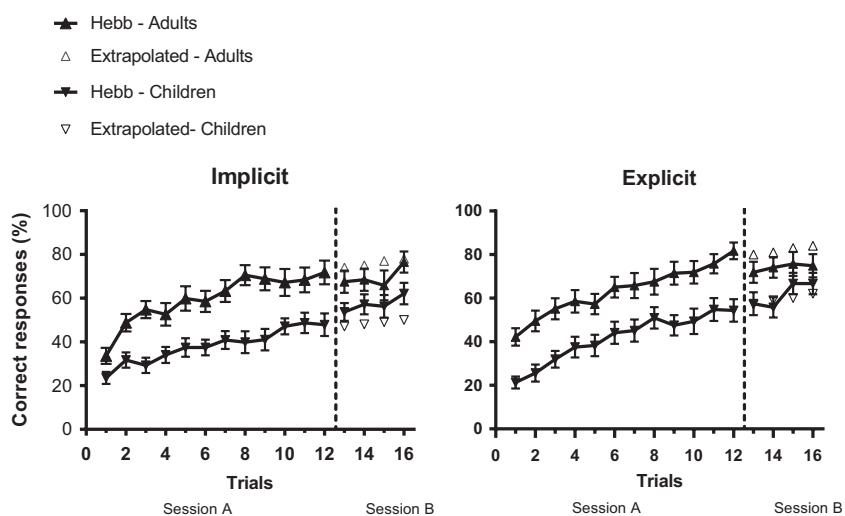 Hebb - Adults
Extrapolated - Adults
Hebb - Children
Extrapolated- Children
Implicit
Explicit
Correct responses (%)
100
80
60
40
20
0
0 2 4 6 8 10 12 14 16
Trials
Session A Session B
100
80
60
40
20
0
0 2 4 6 8 10 12 14 16
Trials
Session A Session B